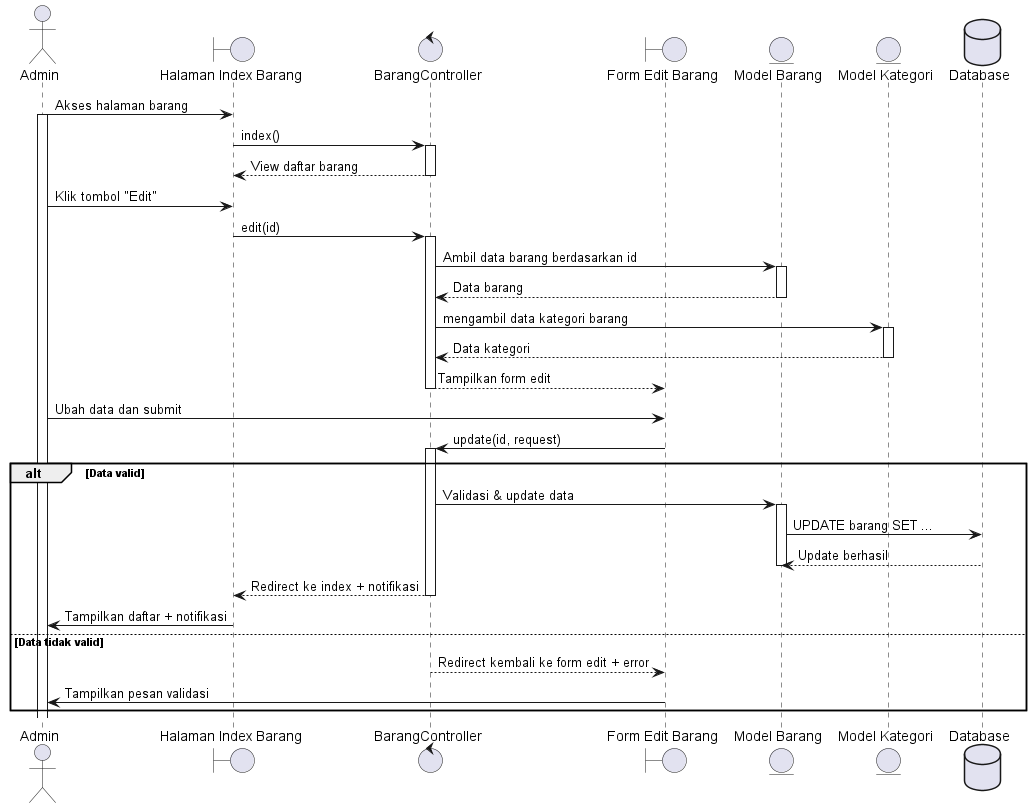 Admin
Halaman Index Barang
BarangController
Form Edit Barang
Model Barang
Model Kategori
Database
Akses halaman barang
index()
View daftar barang
Klik tombol "Edit"
edit(id)
Ambil data barang berdasarkan id
Data barang
mengambil data kategori barang
Data kategori
Tampilkan form edit
Ubah data dan submit
update(id, request)
alt
[Data valid]
Validasi & update data
UPDATE barang SET ...
Update berhasil
Redirect ke index + notifikasi
Tampilkan daftar + notifikasi
[Data tidak valid]
Redirect kembali ke form edit + error
Tampilkan pesan validasi
Admin
Halaman Index Barang
BarangController
Form Edit Barang
Model Barang
Model Kategori
Database